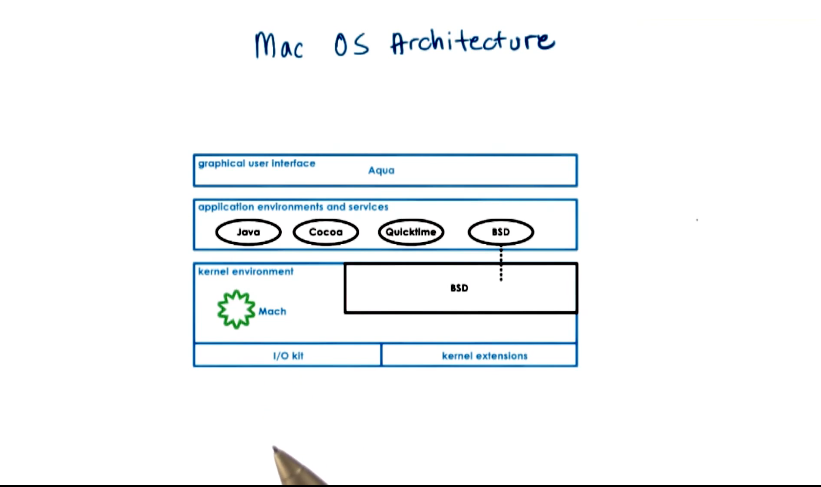 Mac OS Architecture
graphical user interface
Aqua
application environments and services
Java Cocoa Quicktime BSD
kernel environment
BSD
Mach
I/O kit kernel extensions